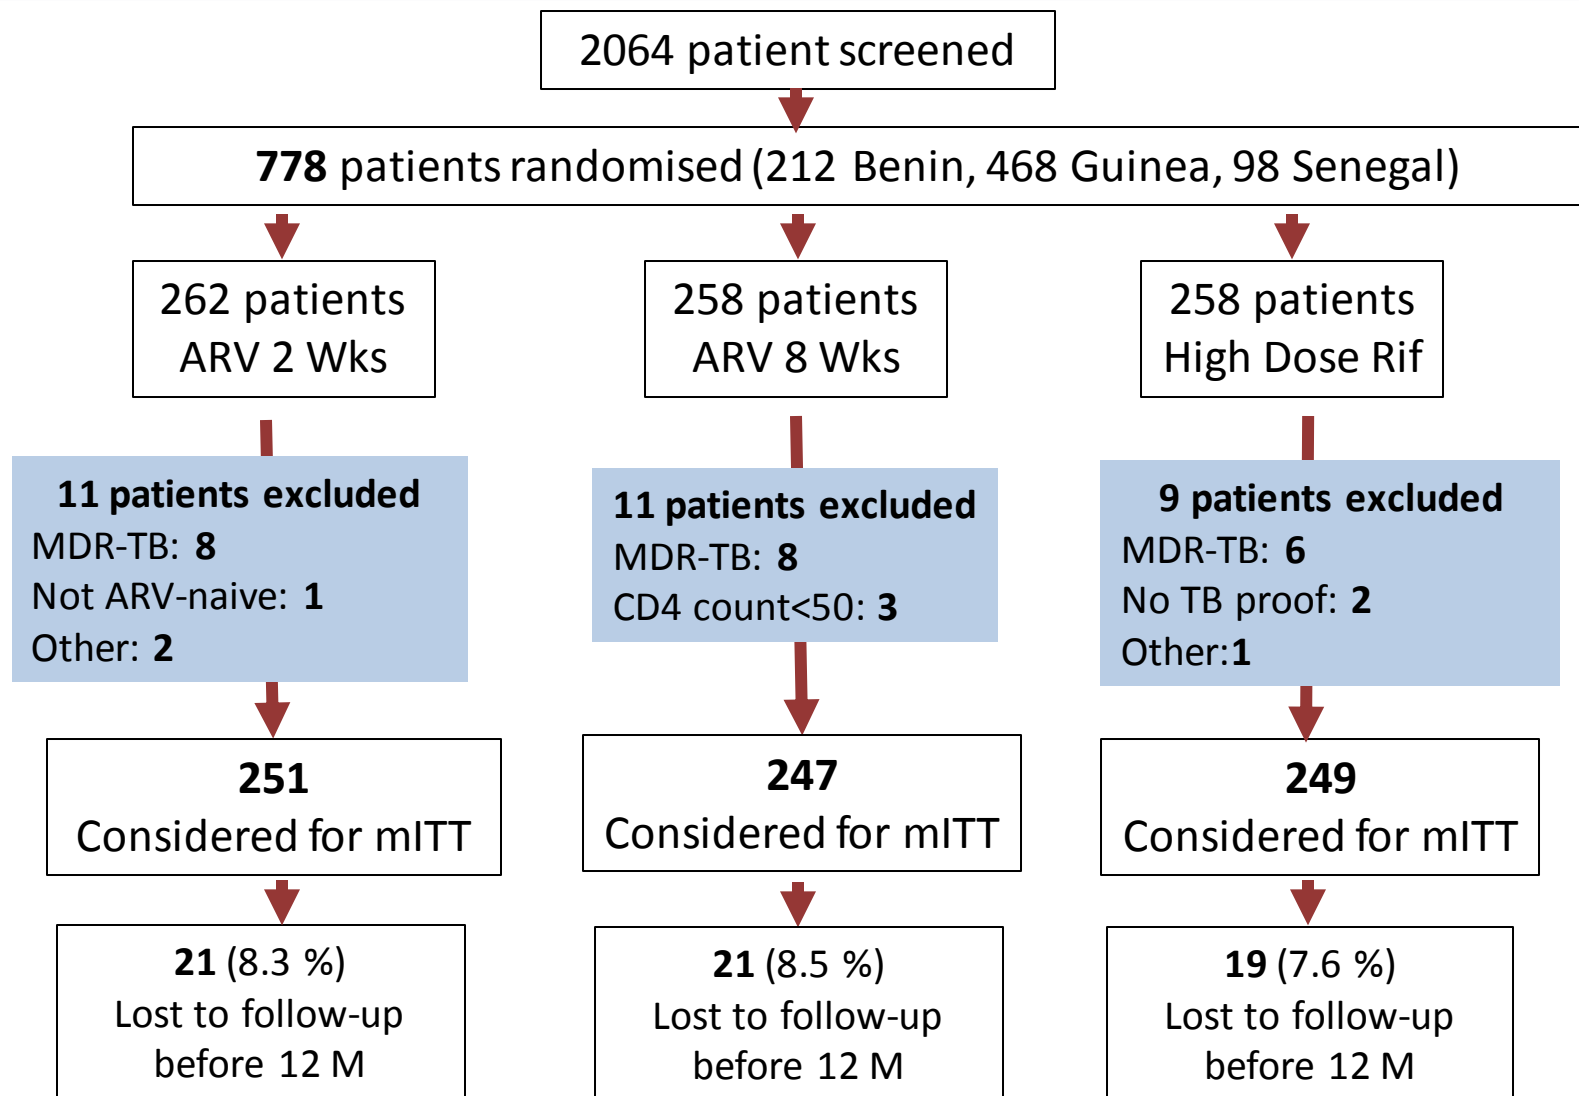 2064 patient screened
778 patients randomised (212 Benin, 468 Guinea, 98 Senegal)
262 patients
ARV 2 Wks
258 patients
ARV 8 Wks
258 patients
High Dose Rif
11 patients excluded
MDR-TB: 8
Not ARV-naive: 1
Other: 2
11 patients excluded
MDR-TB: 8
CD4 count<50: 3
9 patients excluded
MDR-TB: 6
No TB proof: 2
Other:1
251
Considered for mITT
247
Considered for mITT
249
Considered for mITT
21 (8.3 %)
Lost to follow-up
before 12 M
21 (8.5 %)
Lost to follow-up
before 12 M
19 (7.6 %)
Lost to follow-up
before 12 M